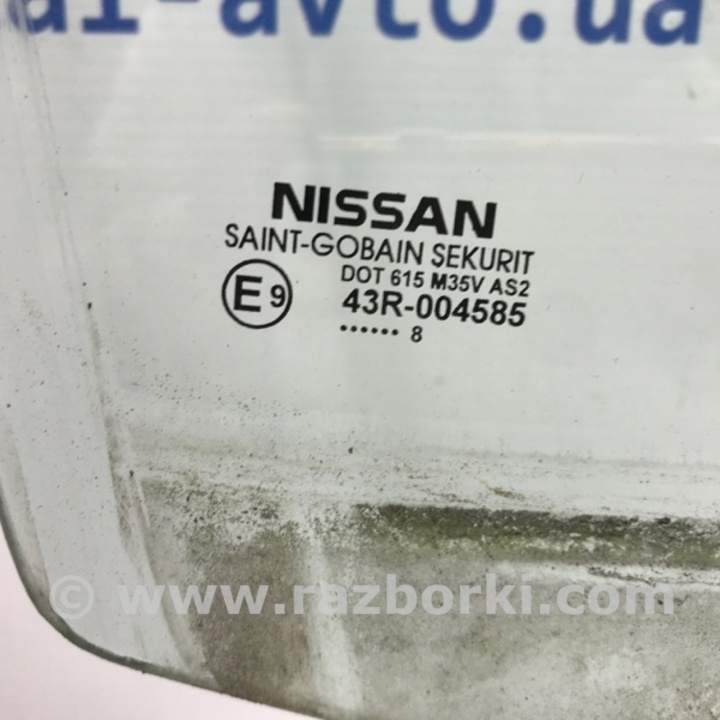 ai-avto.ua
NISSAN
SAINT-GOBAIN SEKURIT
DOT 615 M35V AS2
E9
43R-004585
•••••• 8
© www.razborki.com